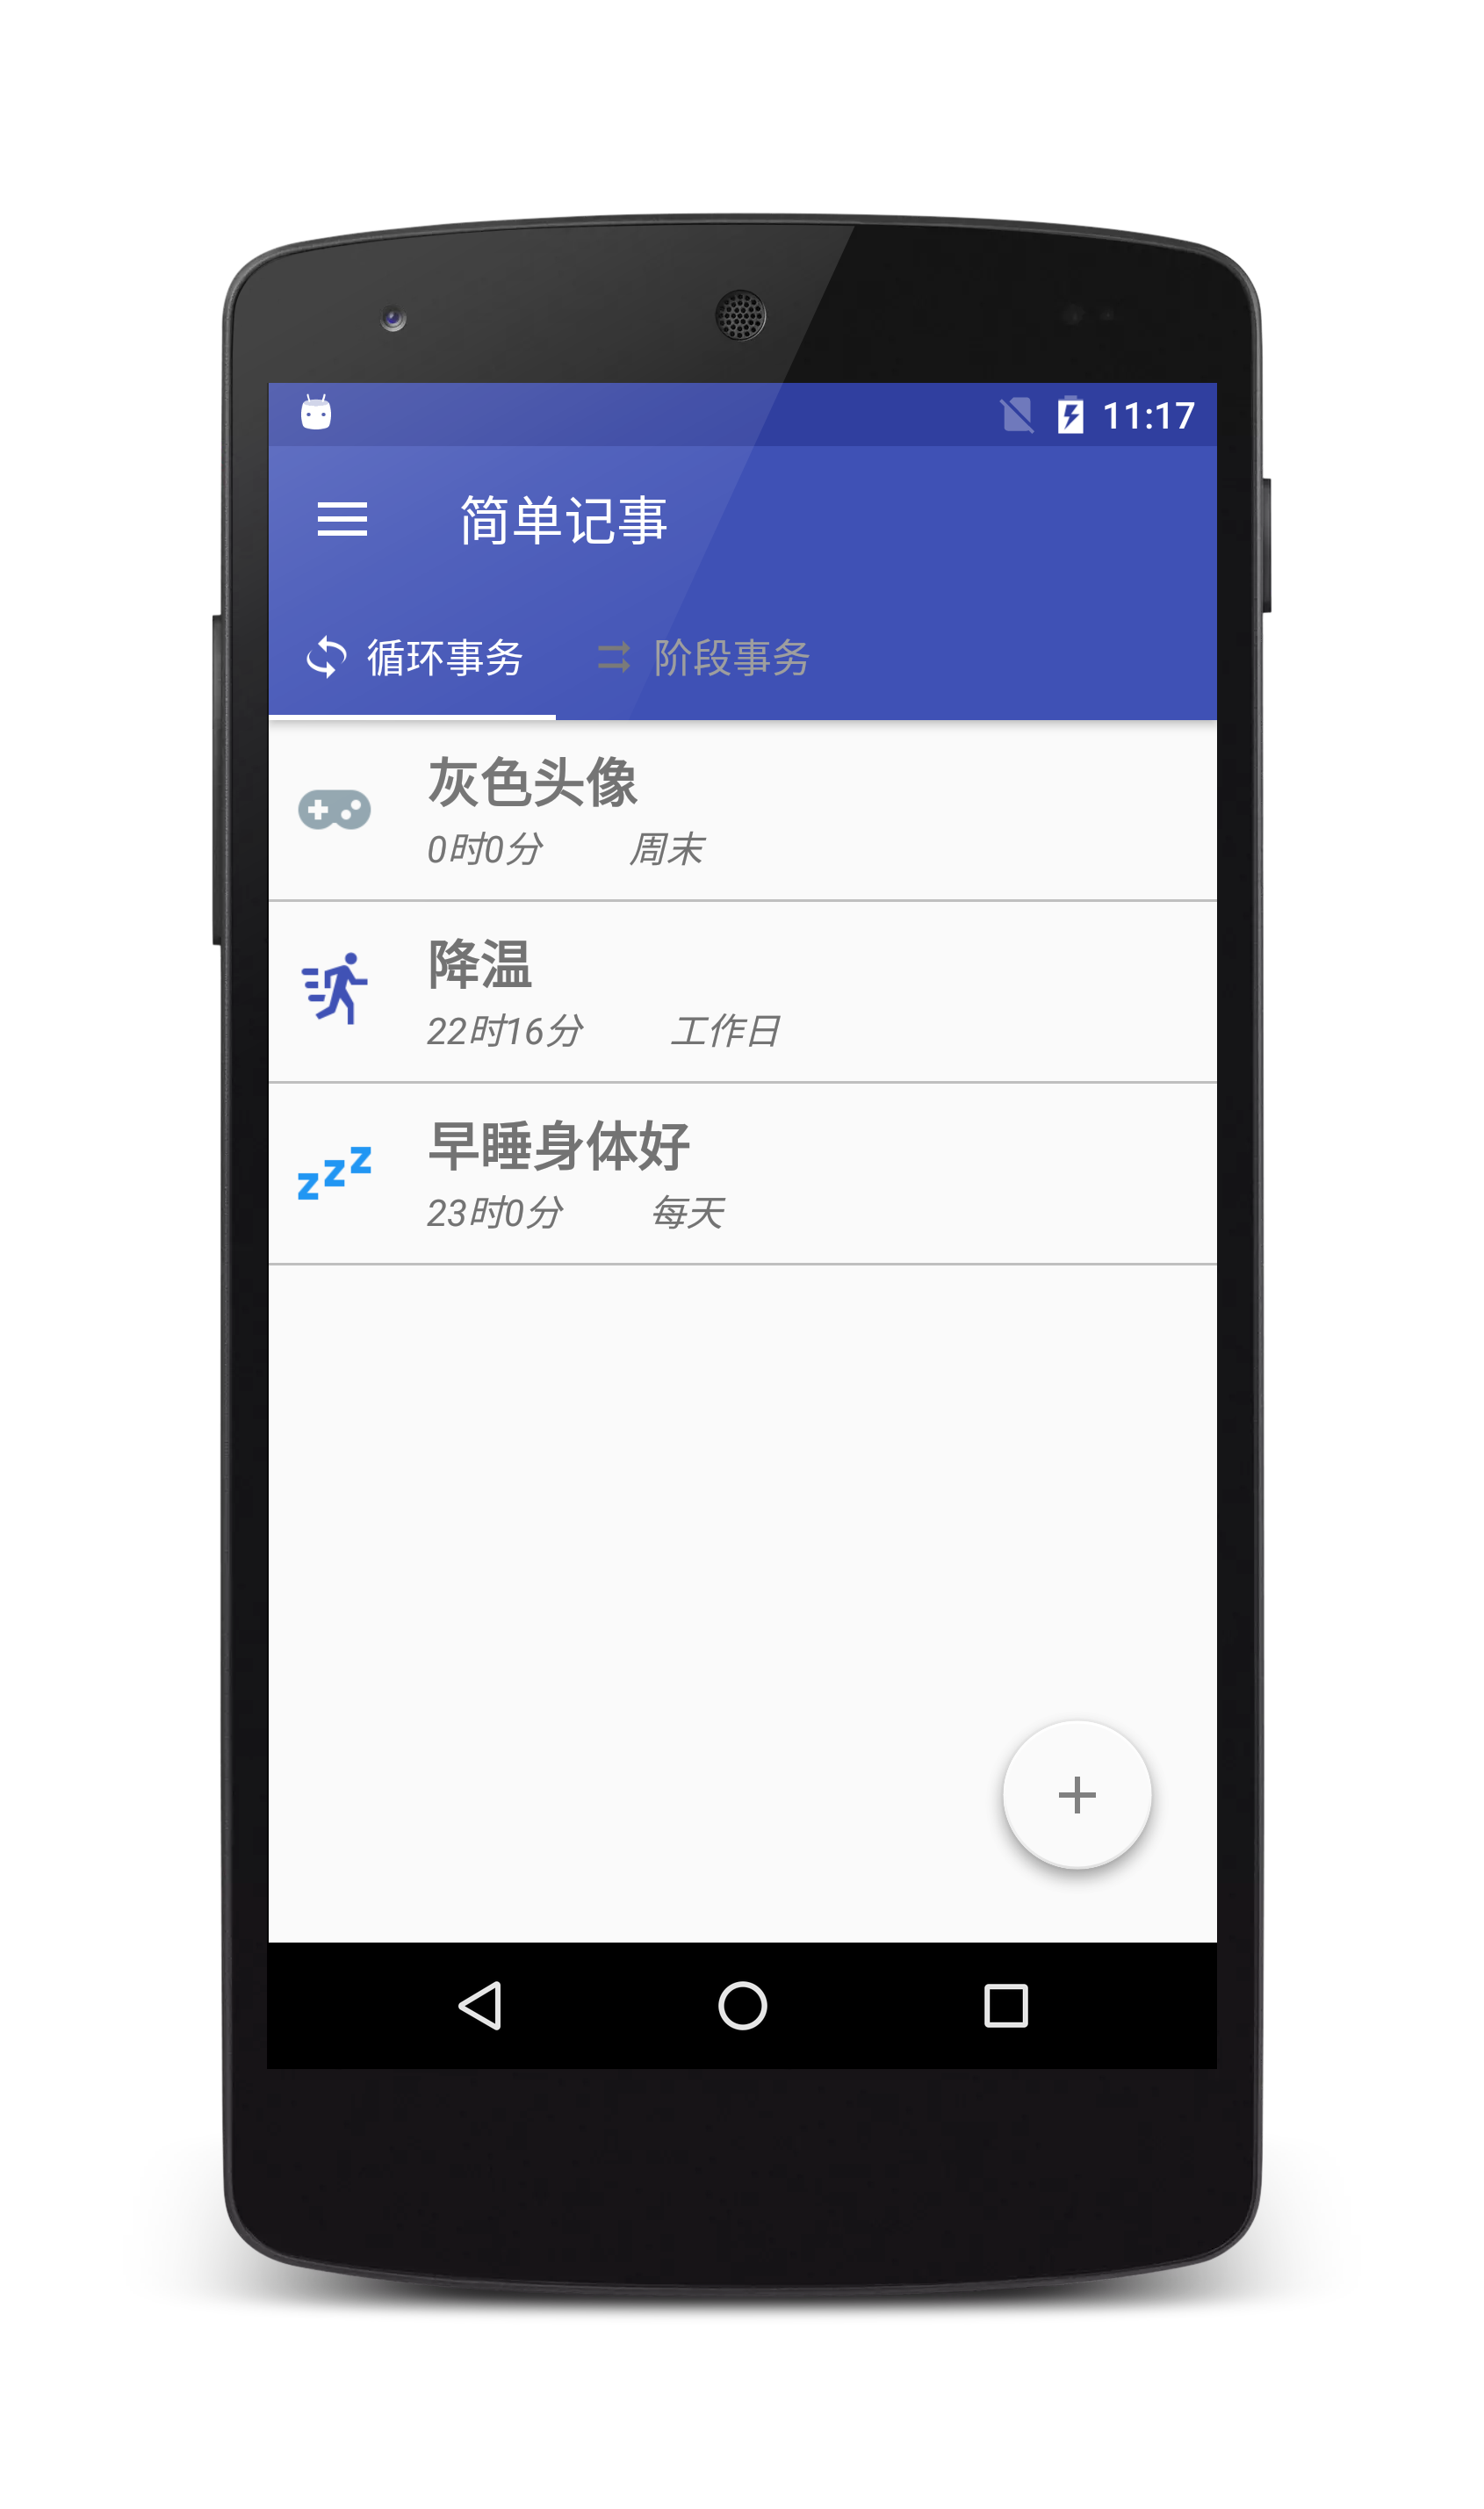 11:17
简单记事
循环事务 阶段事务
灰色头像
0时0分 周末
降温
22时16分 工作日
早睡身体好
23时0分 每天